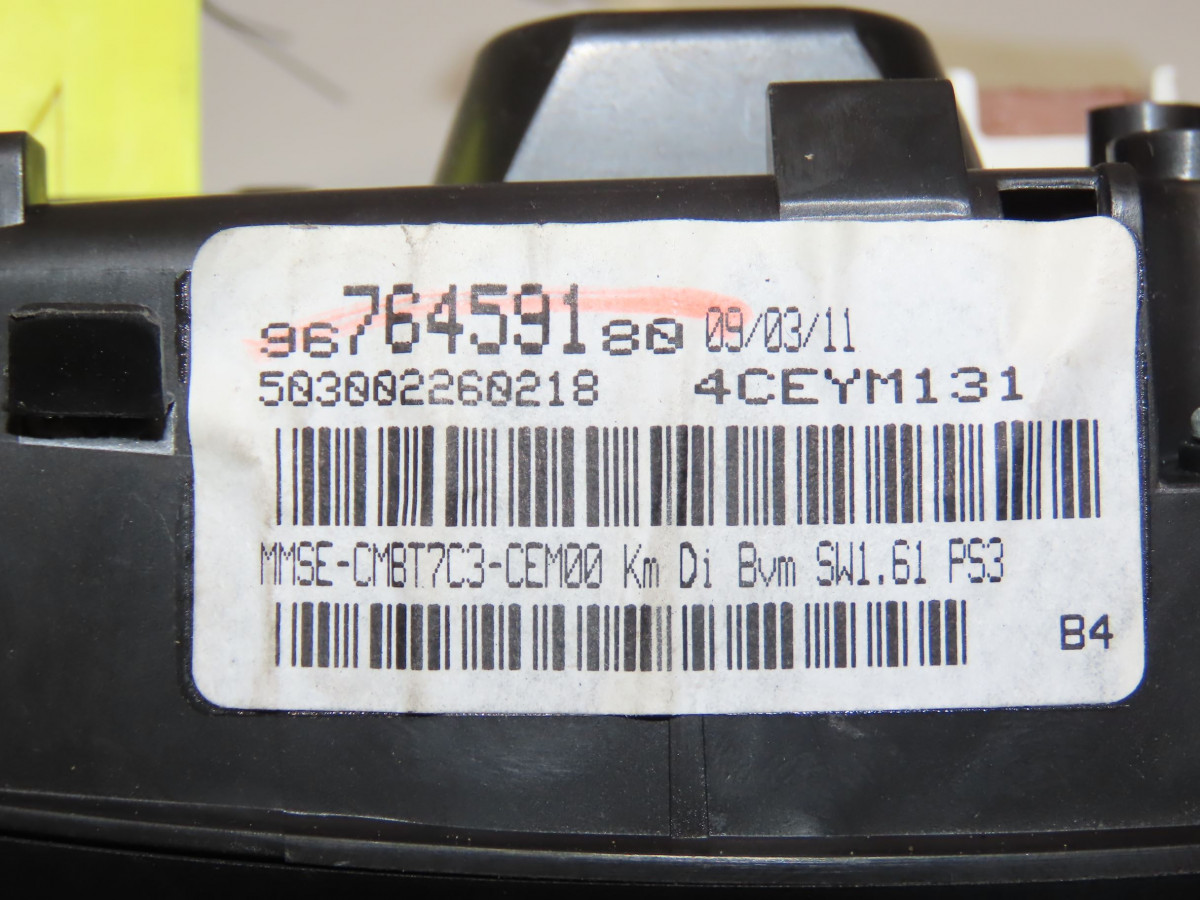 9676459180 09/03/11
503002260218 4CEYM131
MMSE-CMBT7C3-CEM00 Km Di Bvm SW1.61 PS3
B4